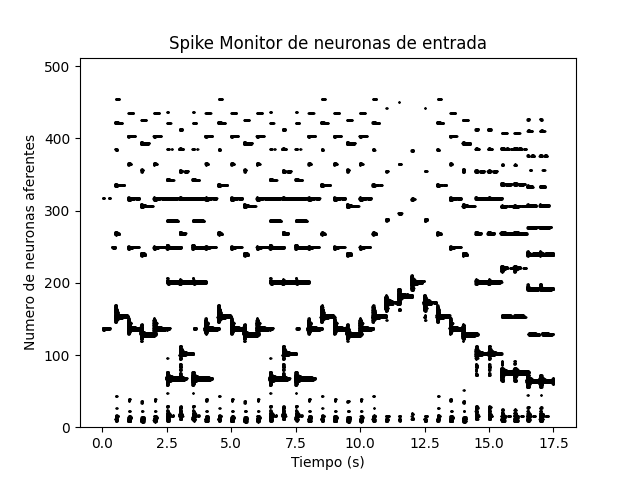 Spike Monitor de neuronas de entrada
Numero de neuronas aferentes
500
400
300
200
100
0
0.0 2.5 5.0 7.5 10.0 12.5 15.0 17.5
Tiempo (s)